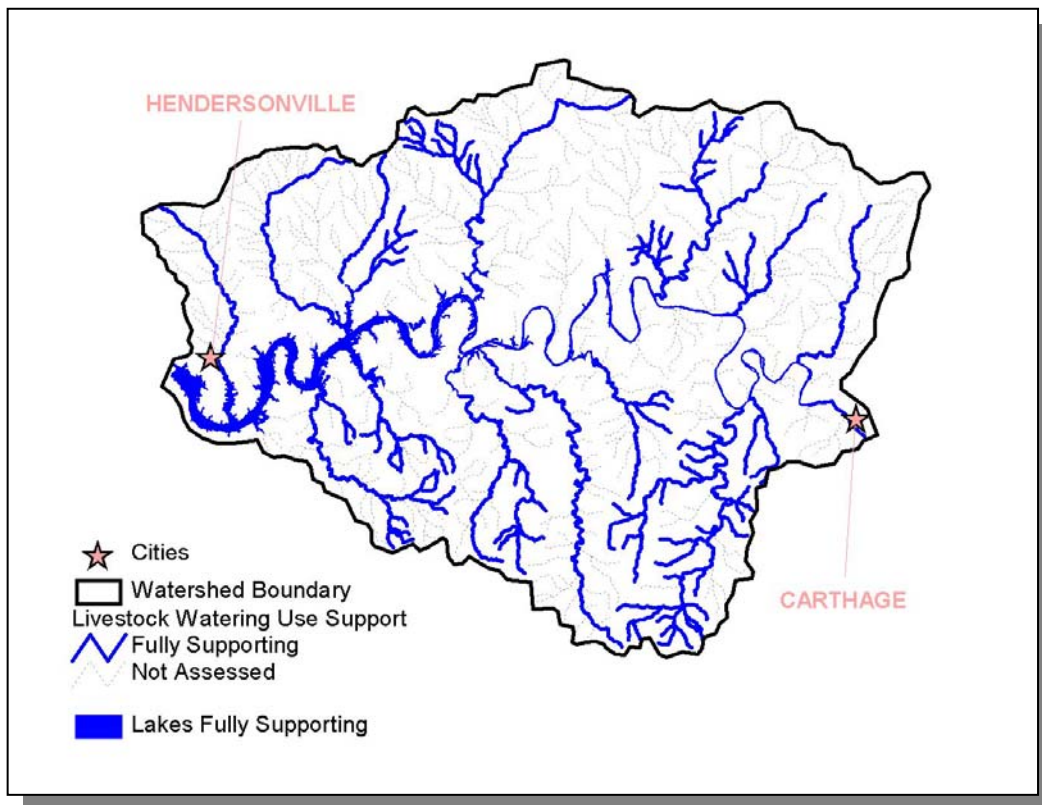 HENDERSONVILLE
Cities
Watershed Boundary
CARTHAGE
Livestock Watering Use Support
Fully Supporting
Not Assessed
Lakes Fully Supporting